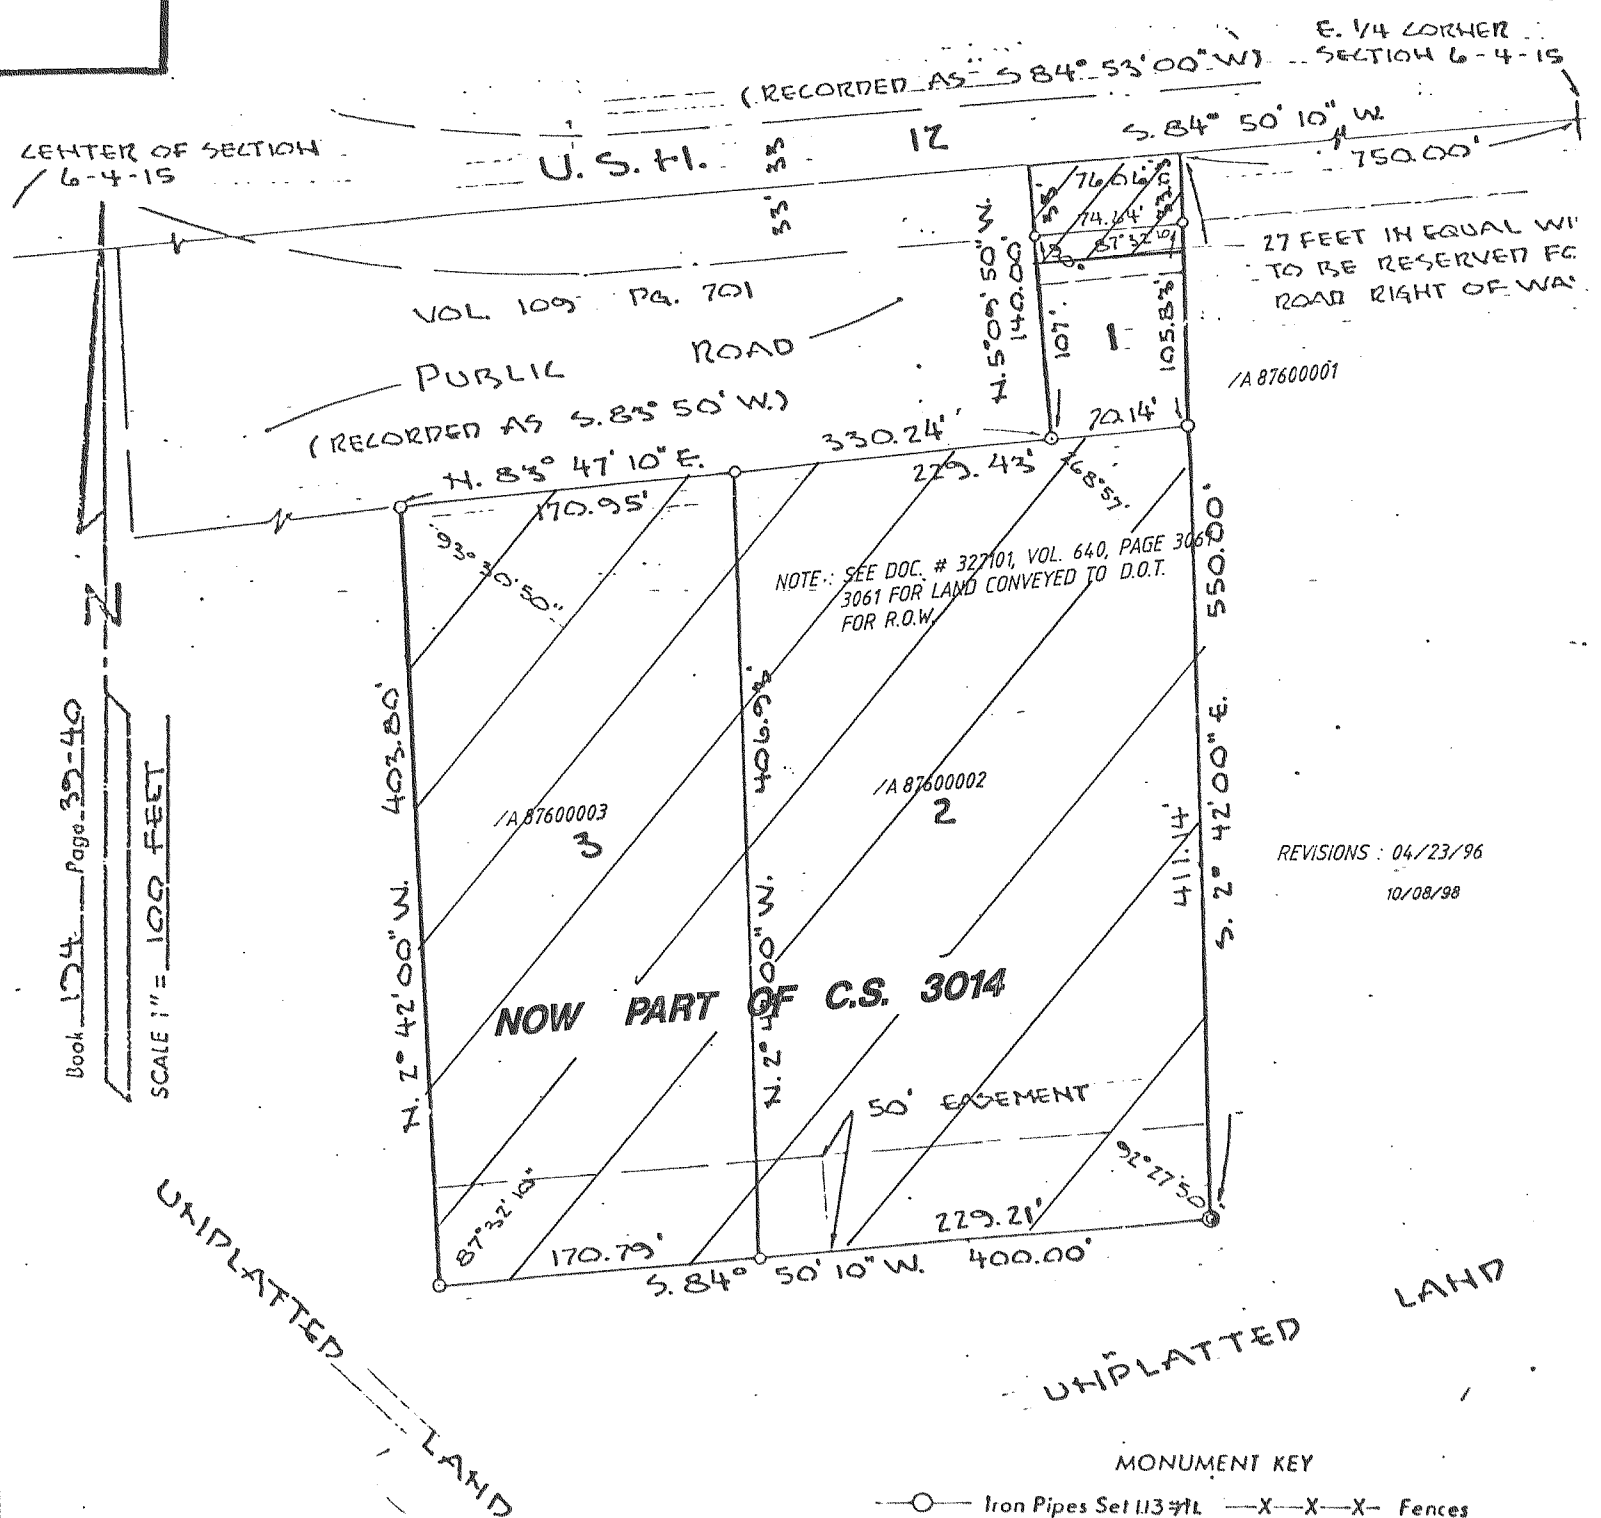 E. 1/4 CORNER
SECTION 6-4-15
(RECORDED AS S 84° 53' 00" W)
S. 84° 50' 10" W.
750.00'
CENTER OF SECTION
6-4-15
U.S.H. 12
33'
33'
76.06'
33'
74.64'
87°32'10"
27 FEET IN EQUAL WI
TO BE RESERVED FO
ROAD RIGHT OF WA
N. 5° 09' 50" W.
140.00'
107'
1
105.83'
VOL. 109 PG. 701
PUBLIC ROAD
(RECORDED AS S. 83° 50' W.)
/A 87600001
330.24'
70.14'
N. 83° 47' 10" E.
170.95'
229.43'
93° 30' 50"
NOTE: SEE DOC. # 327101, VOL. 640, PAGE 306
3061 FOR LAND CONVEYED TO D.O.T.
FOR R.O.W.
550.00'
S. 2° 42' 00" E.
411.14'
403.80'
N. 2° 42' 00" W.
406.93'
N. 2° 42' 00" W.
/A 87600003
3
/A 87600002
2
REVISIONS : 04/23/96
10/08/98
Book 174 Page 39-40
SCALE 1" = 100 FEET
N
NOW PART OF C.S. 3014
50' EASEMENT
92° 27' 50"
87° 32' 10"
170.79'
229.21'
S. 84° 50' 10" W. 400.00'
UNPLATTED LAND
UNPLATTED LAND
MONUMENT KEY
Iron Pipes Set 1.13 #/L —X—X—X— Fences